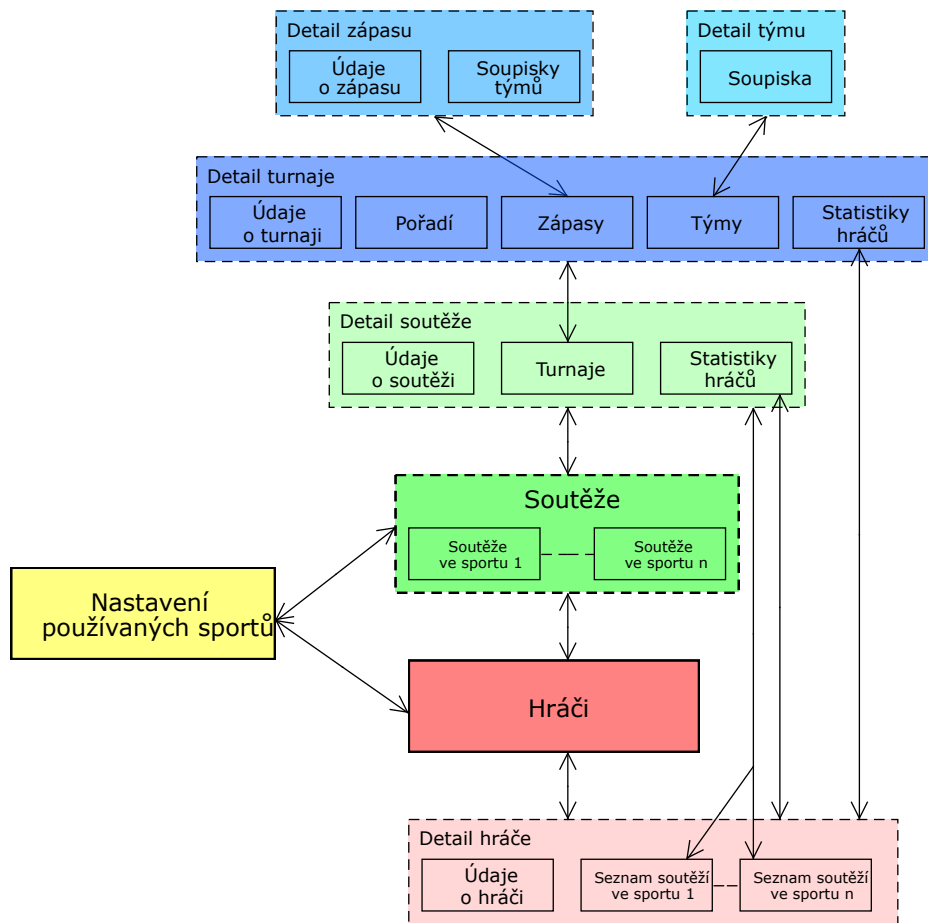 Detail zápasu
Údaje
o zápasu
Soupisky
týmů
Detail týmu
Soupiska
Detail turnaje
Údaje
o turnaji
Pořadí
Zápasy
Týmy
Statistiky
hráčů
Detail soutěže
Údaje
o soutěži
Turnaje
Statistiky
hráčů
Soutěže
Soutěže
ve sportu 1
Soutěže
ve sportu n
Nastavení
používaných sportů
Hráči
Detail hráče
Údaje
o hráči
Seznam soutěží
ve sportu 1
Seznam soutěží
ve sportu n